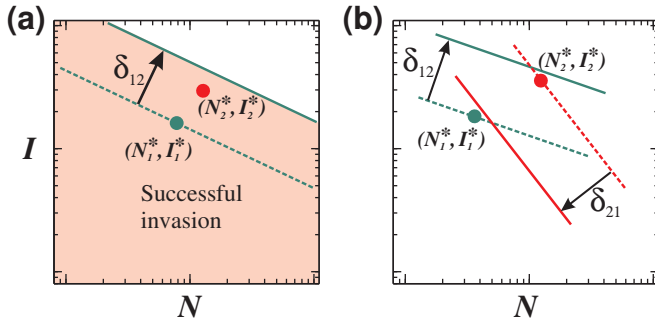 (a)
δ12
(N2*, I2*)
(N1*, I1*)
I
Successful
invasion
N
(b)
δ12
(N2*, I2*)
(N1*, I1*)
δ21
N